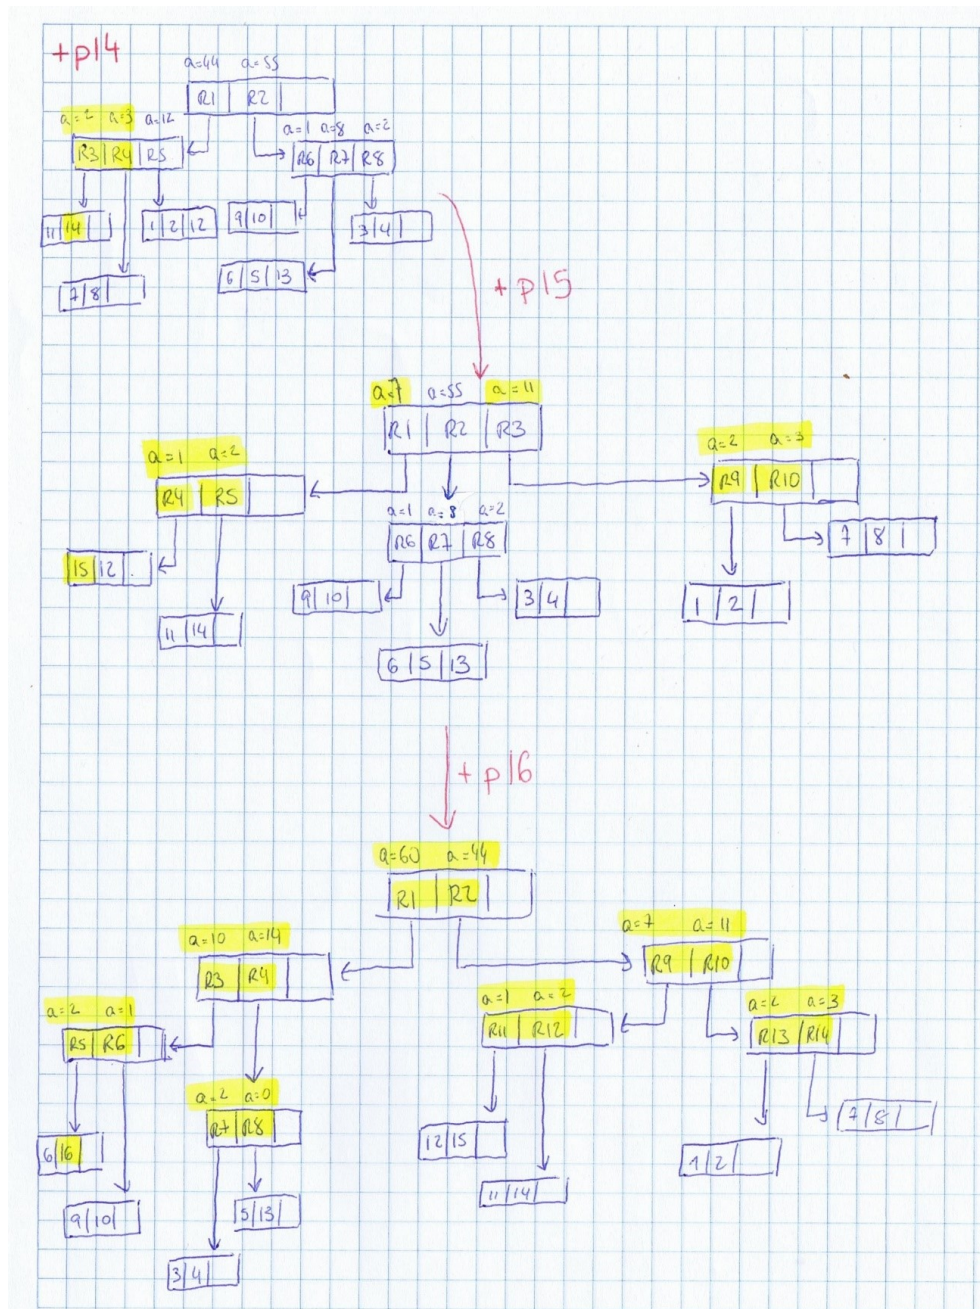 +p14
a=44 a=55
R1 R2
a=2 a=3 a=12
R3 R4 R5
a=1 a=8 a=2
R6 R7 R8
11 14
1 2 12
9 10
3 4
7 8
6 5 13
+ p15
a=7 a=55 a=11
R1 R2 R3
a=1 a=2
R4 R5
a=2 a=3
R9 R10
a=1 a=8 a=2
R6 R7 R8
15 12
7 8
9 10
3 4
1 2
11 14
6 5 13
+ p16
a=60 a=44
R1 R2
a=10 a=14
R3 R4
a=7 a=11
R9 R10
a=2 a=1
R5 R6
a=1 a=2
R11 R12
a=2 a=3
R13 R14
a=2 a=0
R7 R8
6 16
12 15
7 8
1 2
9 10
5 13
11 14
3 4